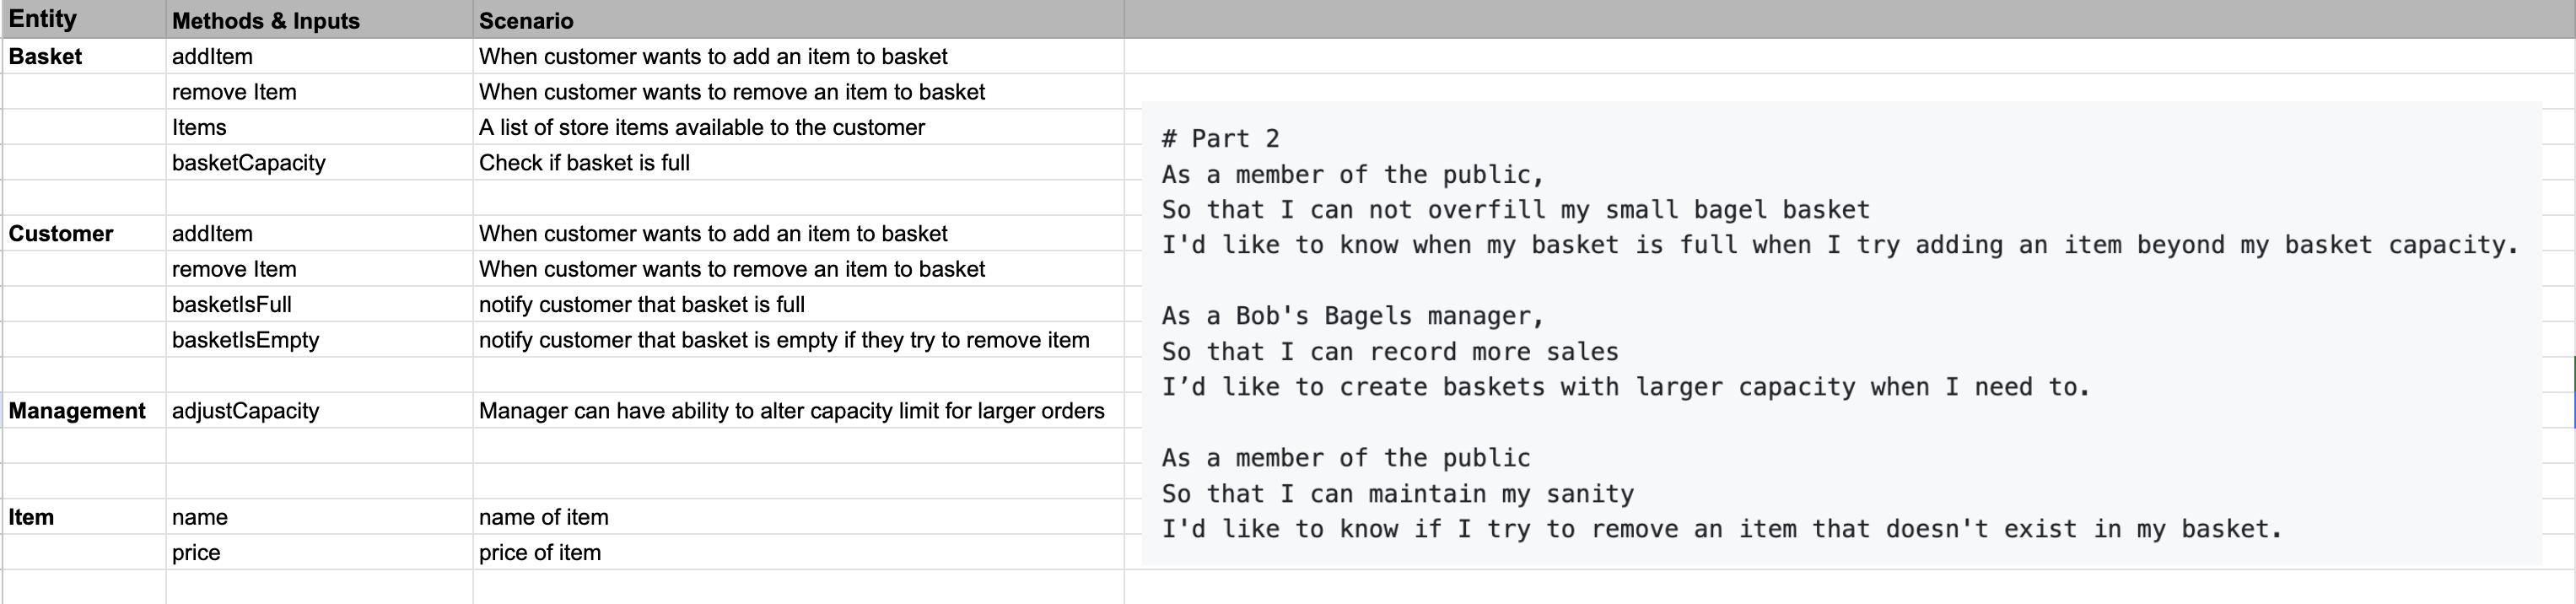 Entity Methods & Inputs Scenario
Basket addItem When customer wants to add an item to basket
remove Item When customer wants to remove an item to basket
Items A list of store items available to the customer
basketCapacity Check if basket is full
Customer addItem When customer wants to add an item to basket
remove Item When customer wants to remove an item to basket
basketIsFull notify customer that basket is full
basketIsEmpty notify customer that basket is empty if they try to remove item
Management adjustCapacity Manager can have ability to alter capacity limit for larger orders
Item name name of item
price price of item
# Part 2
As a member of the public,
So that I can not overfill my small bagel basket
I'd like to know when my basket is full when I try adding an item beyond my basket capacity.
As a Bob's Bagels manager,
So that I can record more sales
I’d like to create baskets with larger capacity when I need to.
As a member of the public
So that I can maintain my sanity
I'd like to know if I try to remove an item that doesn't exist in my basket.